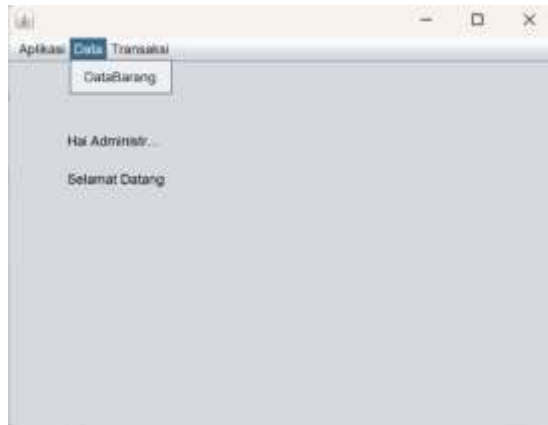 Aplikasi Data Transaksi
DataBarang
Hai Administr...
Selamat Datang